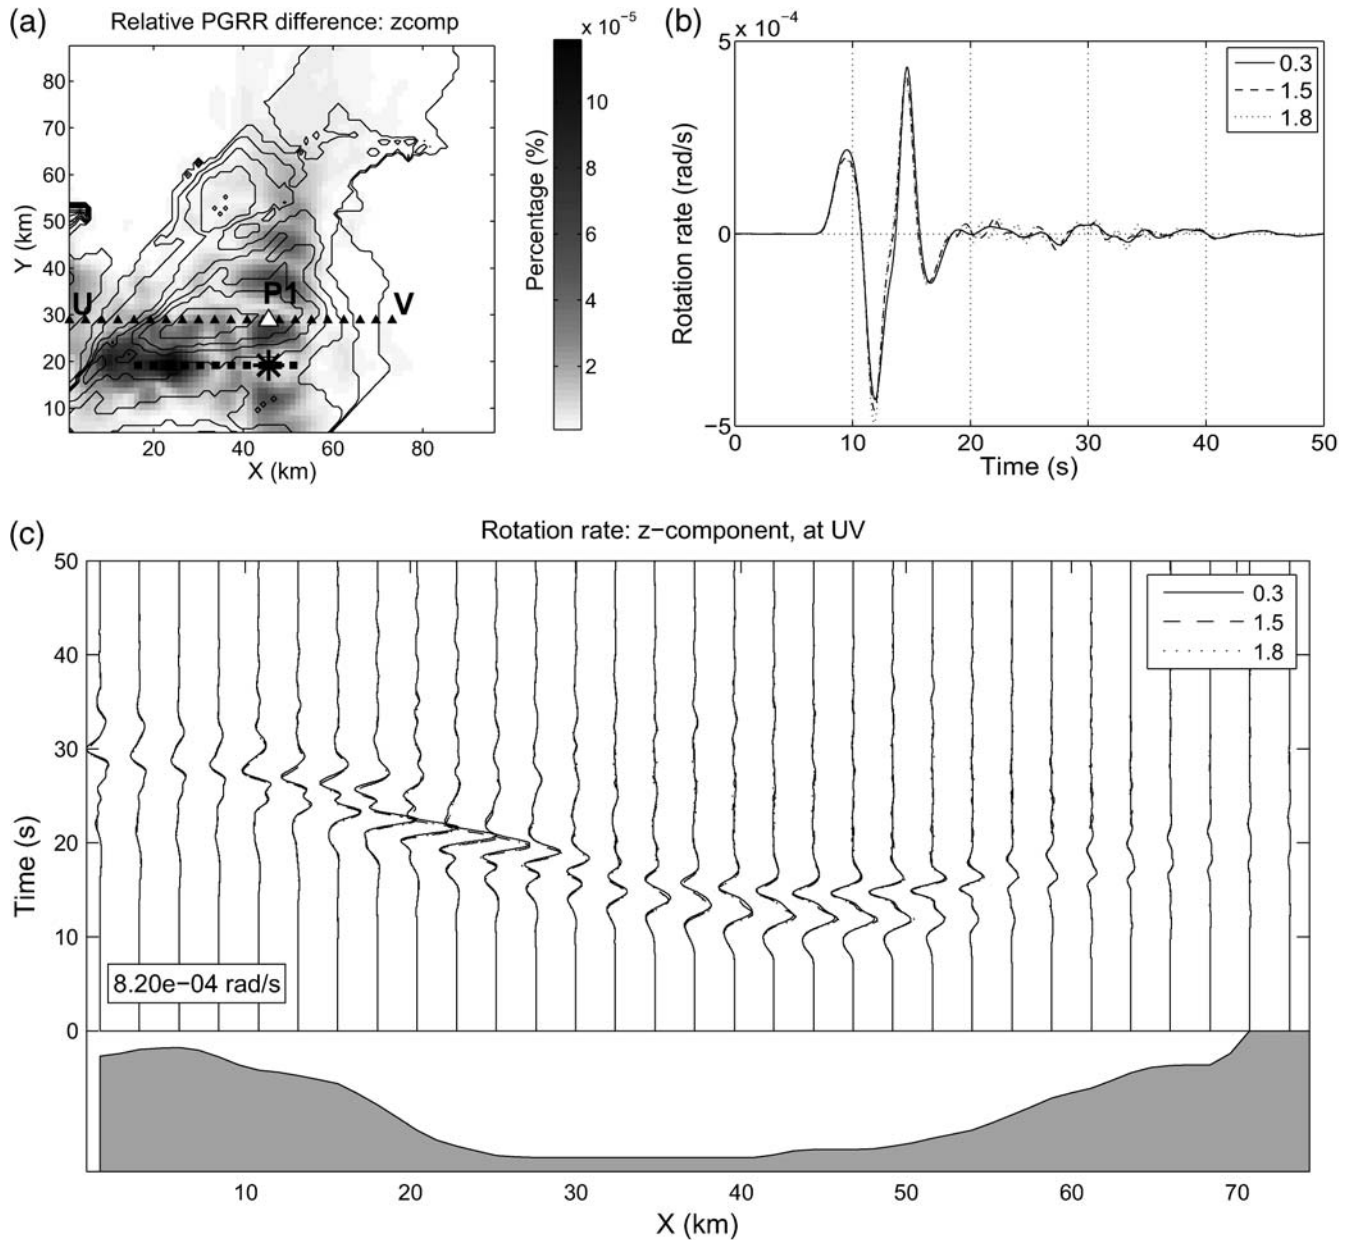 (a)
Relative PGRR difference: zcomp
x 10⁻⁵
80
70
60
50
40
30
20
10
Y (km)
U
P1
V
20
40
60
80
X (km)
10
8
6
4
2
Percentage (%)
(b)
5 x 10⁻⁴
0
−5
Rotation rate (rad/s)
0.3
1.5
1.8
0
10
20
30
40
50
Time (s)
(c)
Rotation rate: z−component, at UV
50
40
30
20
10
0
Time (s)
0.3
1.5
1.8
8.20e−04 rad/s
10
20
30
40
50
60
70
X (km)